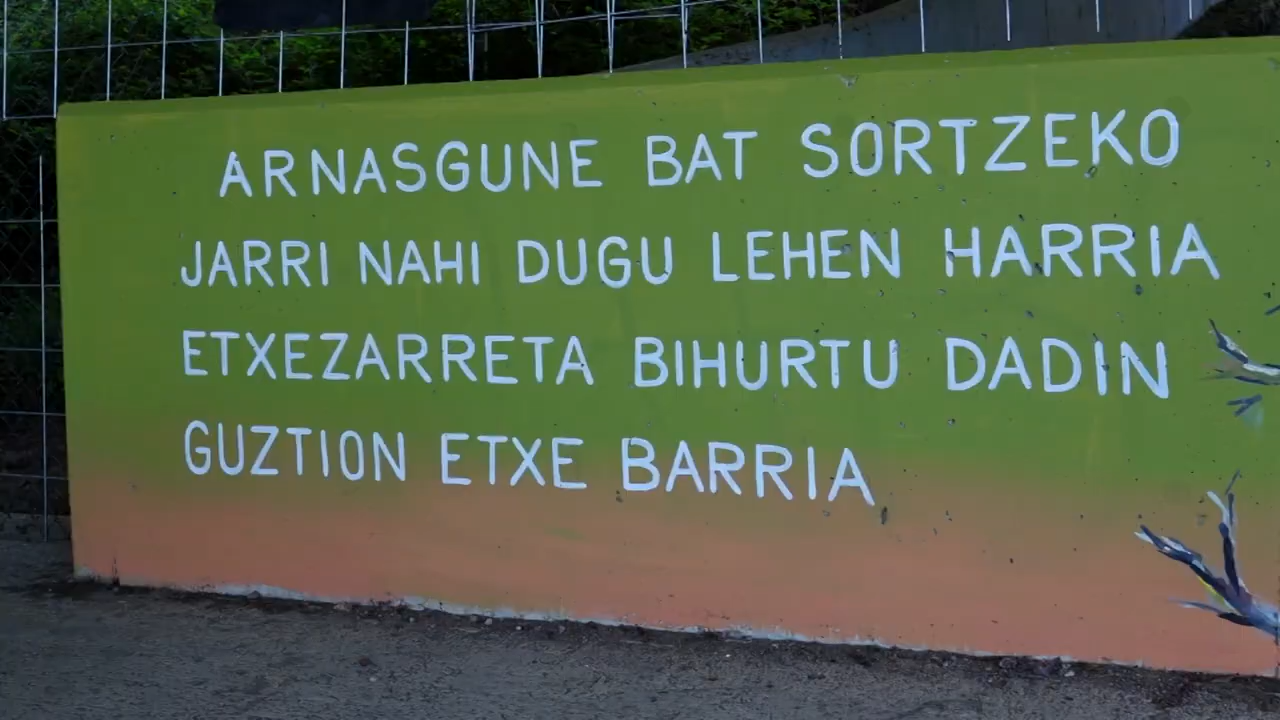 ARNASGUNE BAT SORTZEKO
JARRI NAHI DUGU LEHEN HARRIA
ETXEZARRETA BIHURTU DADIN
GUZTION ETXE BARRIA